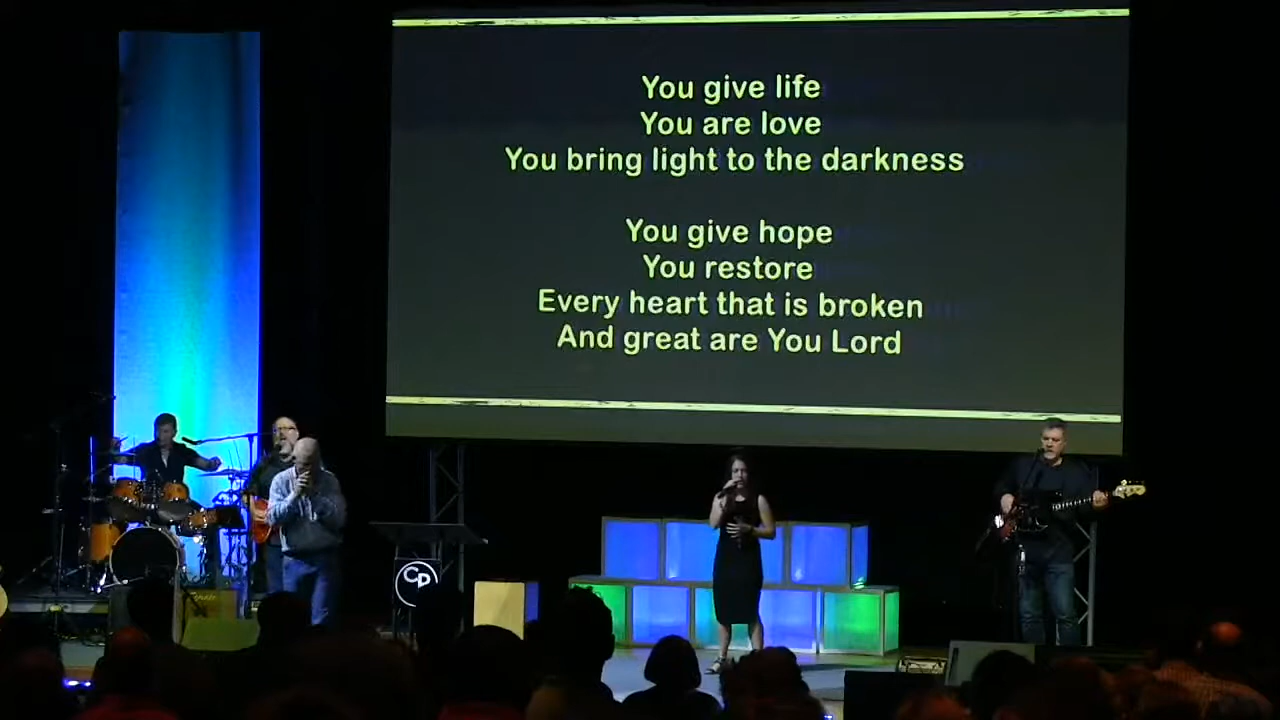 You give life
You are love
You bring light to the darkness
You give hope
You restore
Every heart that is broken
And great are You Lord
CP